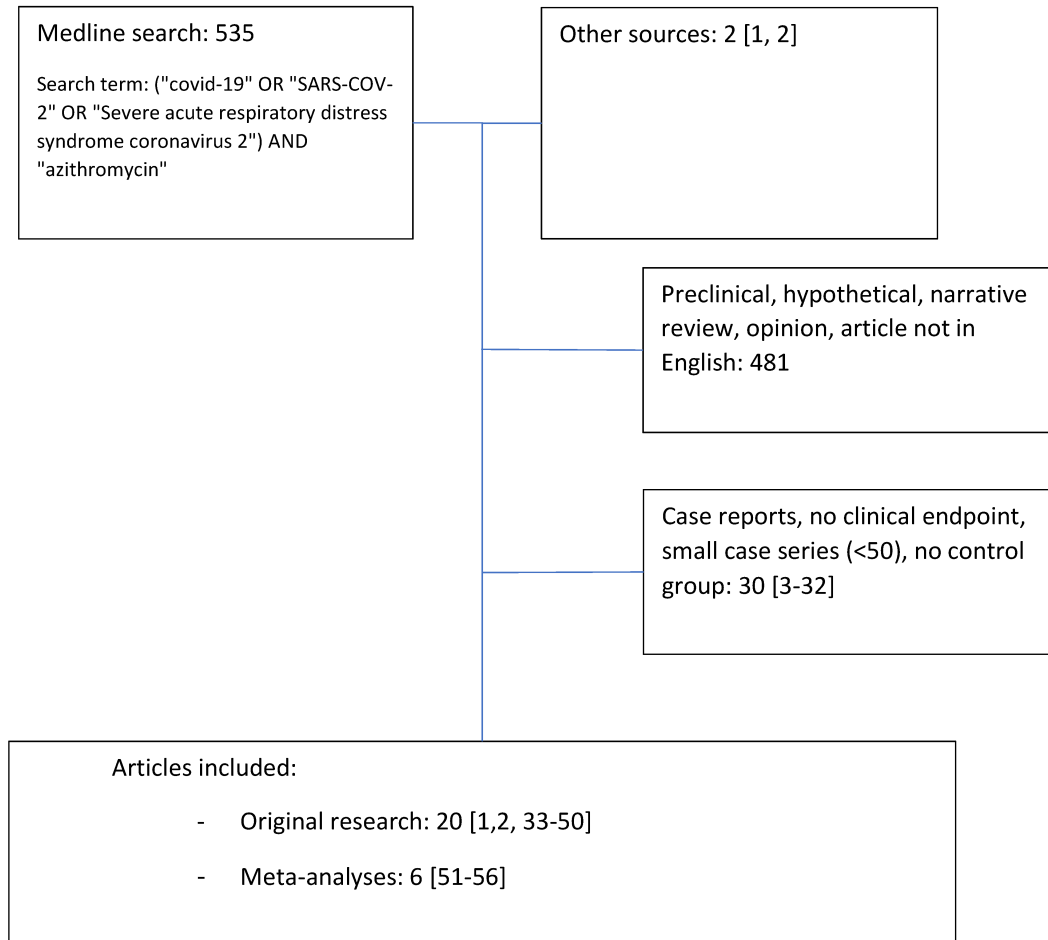 Medline search: 535
Search term: ("covid-19" OR "SARS-COV-
2" OR "Severe acute respiratory distress
syndrome coronavirus 2") AND
"azithromycin"
Other sources: 2 [1, 2]
Preclinical, hypothetical, narrative
review, opinion, article not in
English: 481
Case reports, no clinical endpoint,
small case series (<50), no control
group: 30 [3-32]
Articles included:
- Original research: 20 [1,2, 33-50]
- Meta-analyses: 6 [51-56]